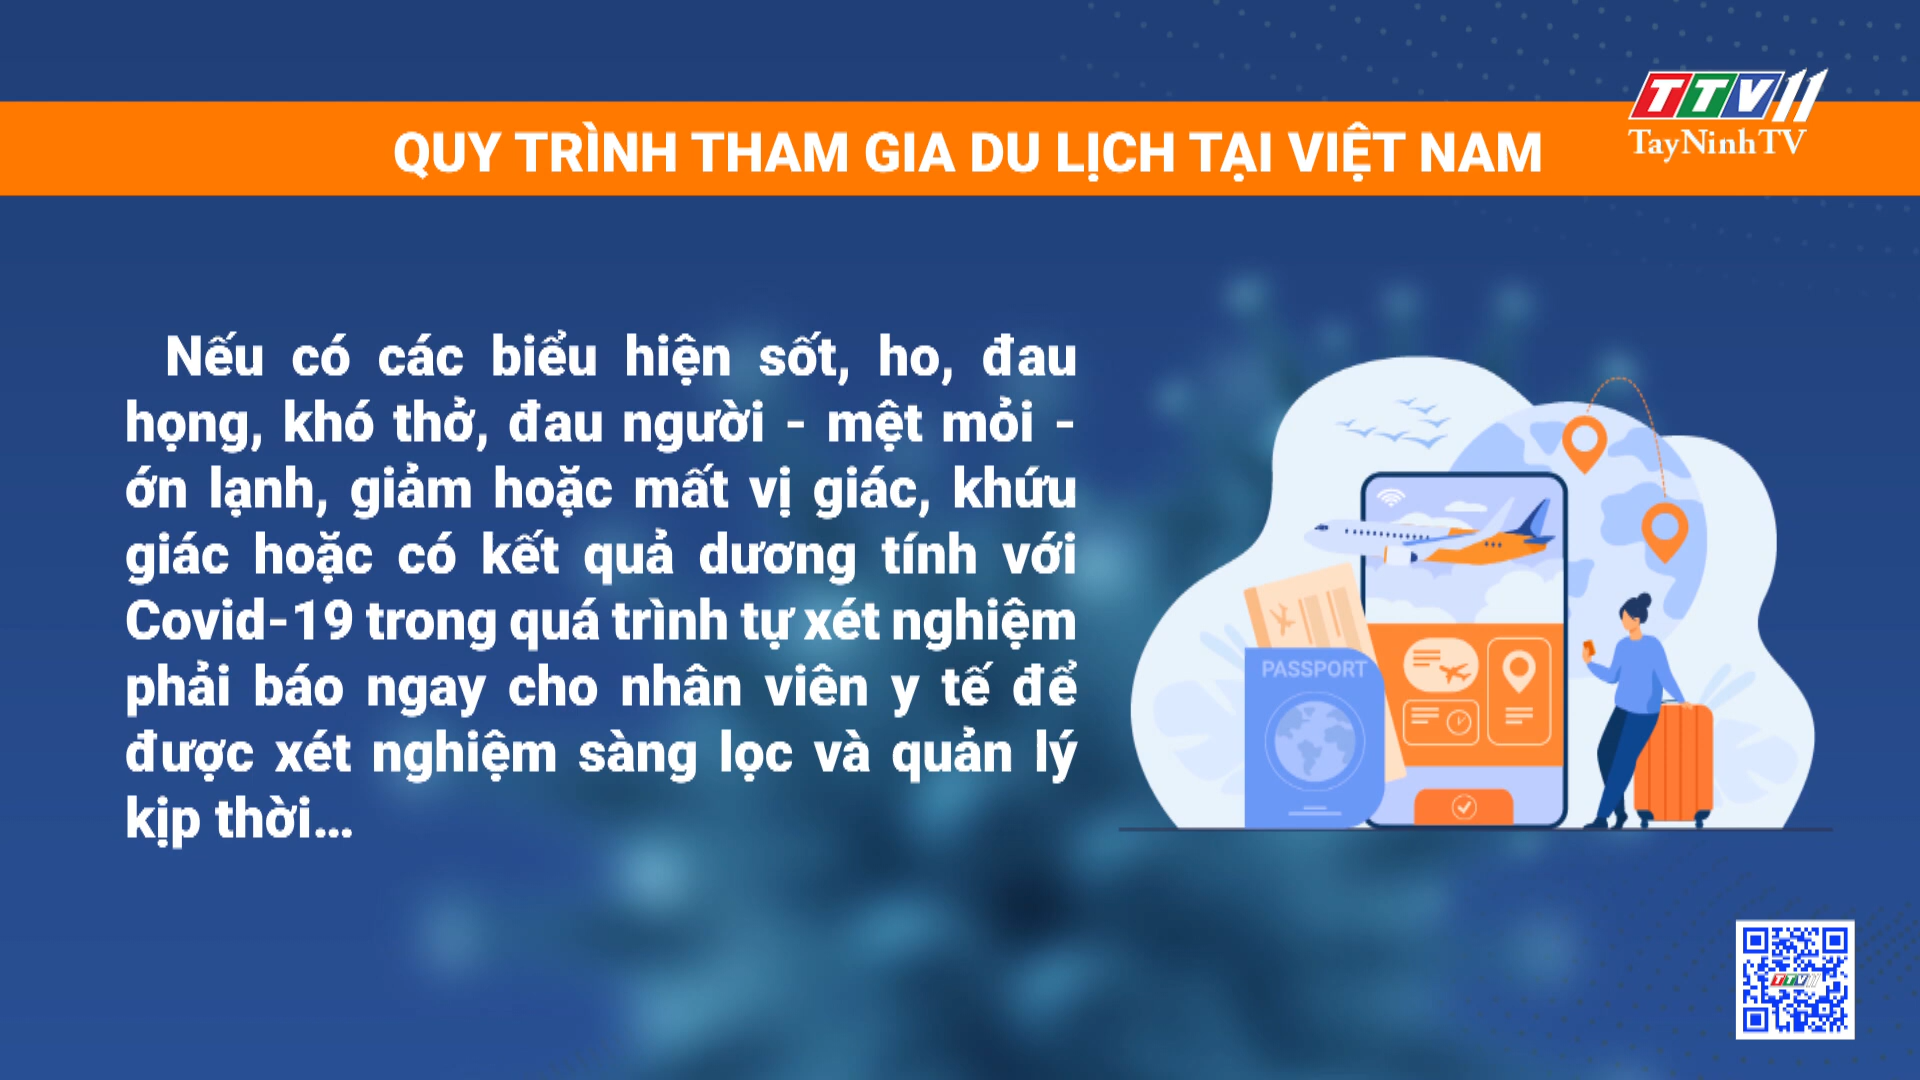 QUY TRÌNH THAM GIA DU LỊCH TẠI VIỆT NAM
TTV11
TayNinhTV
Nếu có các biểu hiện sốt, ho, đau
họng, khó thở, đau người - mệt mỏi -
ớn lạnh, giảm hoặc mất vị giác, khứu
giác hoặc có kết quả dương tính với
Covid-19 trong quá trình tự xét nghiệm
phải báo ngay cho nhân viên y tế để
được xét nghiệm sàng lọc và quản lý
kịp thời...
PASSPORT
TTV11